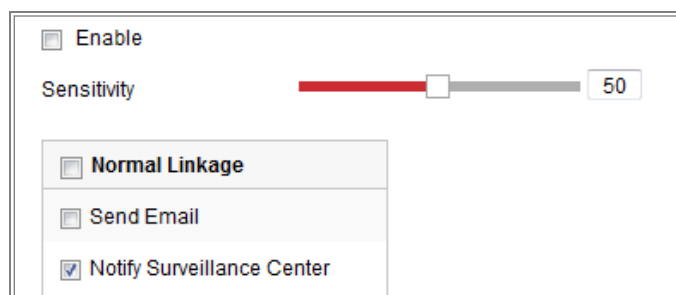 Enable
Sensitivity 50
Normal Linkage
Send Email
Notify Surveillance Center